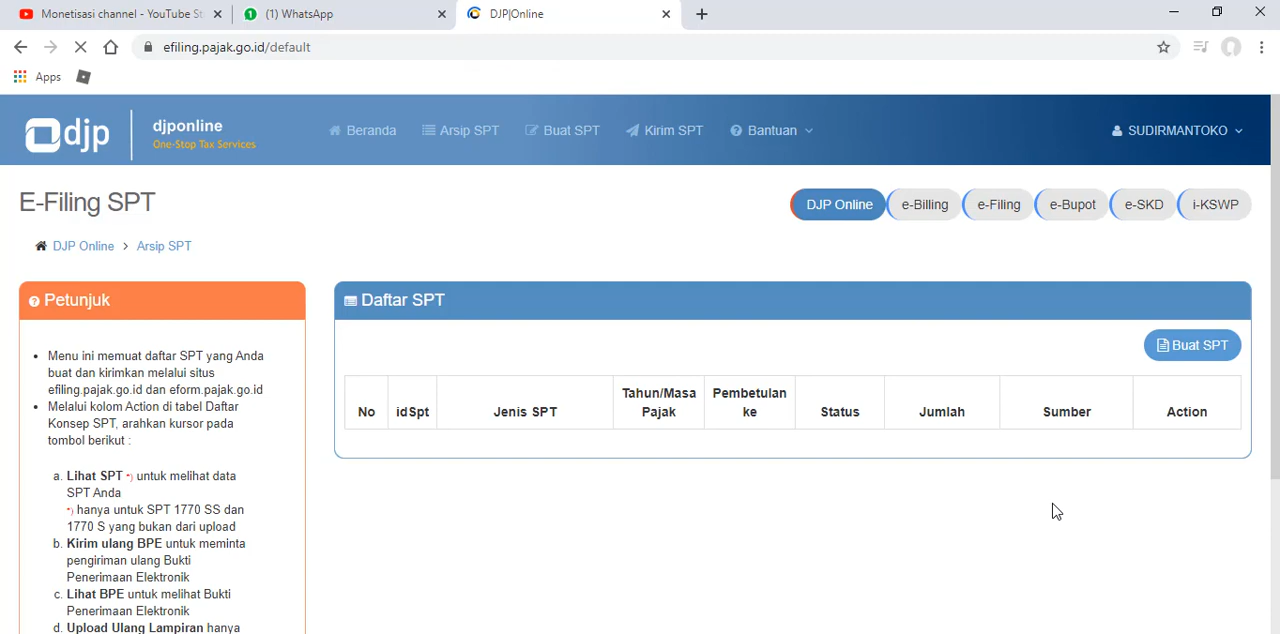 Monetisasi channel - YouTube St
(1) WhatsApp
DJP|Online
efiling.pajak.go.id/default
Apps
djp
djponline
One-Stop Tax Services
Beranda
Arsip SPT
Buat SPT
Kirim SPT
Bantuan
SUDIRMANTOKO
E-Filing SPT
DJP Online
e-Billing
e-Filing
e-Bupot
e-SKD
i-KSWP
DJP Online > Arsip SPT
Petunjuk
Menu ini memuat daftar SPT yang Anda
buat dan kirimkan melalui situs
efiling.pajak.go.id dan eform.pajak.go.id
Melalui kolom Action di tabel Daftar
Konsep SPT, arahkan kursor pada
tombol berikut :
a. Lihat SPT *) untuk melihat data
SPT Anda
*) hanya untuk SPT 1770 SS dan
1770 S yang bukan dari upload
b. Kirim ulang BPE untuk meminta
pengiriman ulang Bukti
Penerimaan Elektronik
c. Lihat BPE untuk melihat Bukti
Penerimaan Elektronik
d. Upload Ulang Lampiran hanya
Daftar SPT
Buat SPT
No
idSpt
Jenis SPT
Tahun/Masa
Pajak
Pembetulan
ke
Status
Jumlah
Sumber
Action